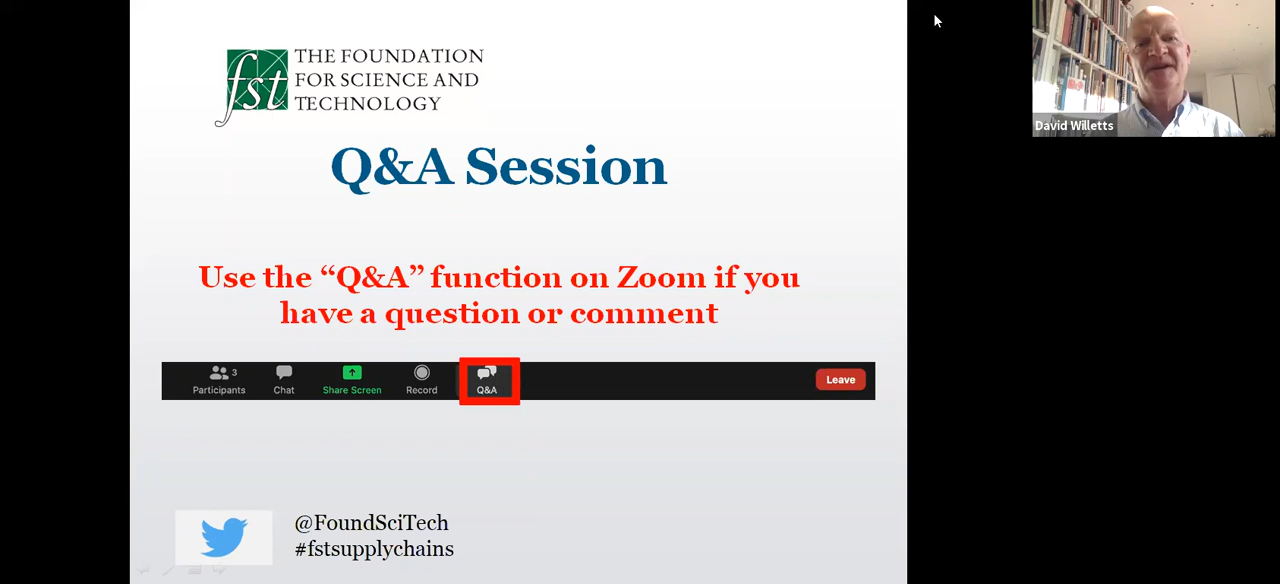 fst
THE FOUNDATION
FOR SCIENCE AND
TECHNOLOGY
David Willetts
Q&A Session
Use the “Q&A” function on Zoom if you
have a question or comment
Participants 3
Chat
Share Screen
Record
Q&A
Leave
@FoundSciTech
#fstsupplychains